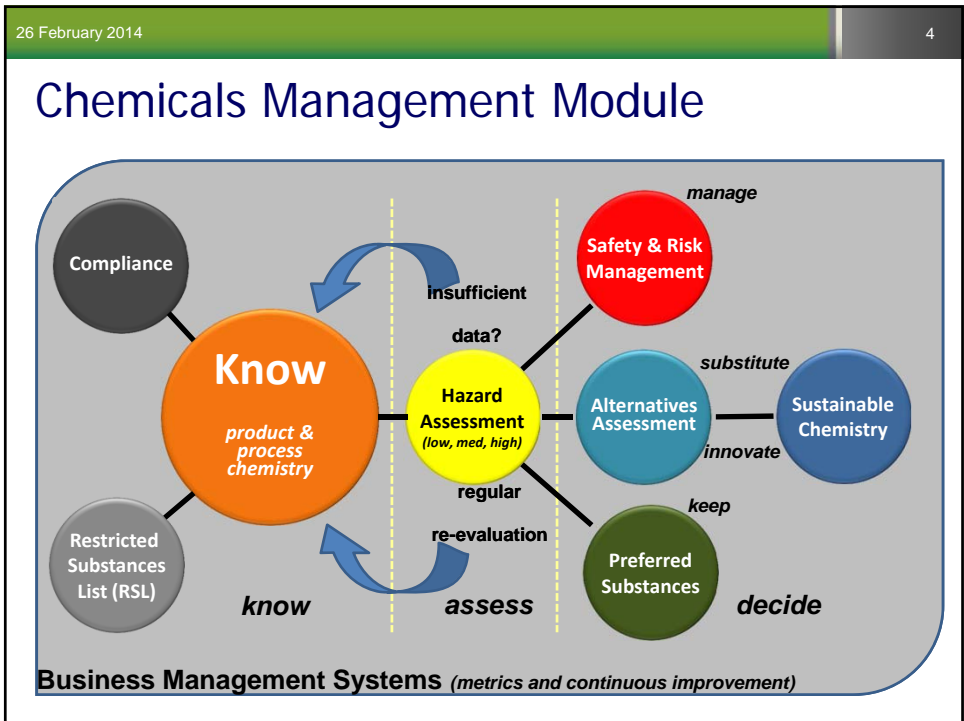 26 February 2014
4
Chemicals Management Module
Compliance
Know
product &
process
chemistry
Restricted
Substances
List (RSL)
know
insufficient
data?
Hazard
Assessment
(low, med, high)
regular
re-evaluation
assess
manage
Safety & Risk
Management
substitute
Alternatives
Assessment
innovate
Sustainable
Chemistry
keep
Preferred
Substances
decide
Business Management Systems (metrics and continuous improvement)